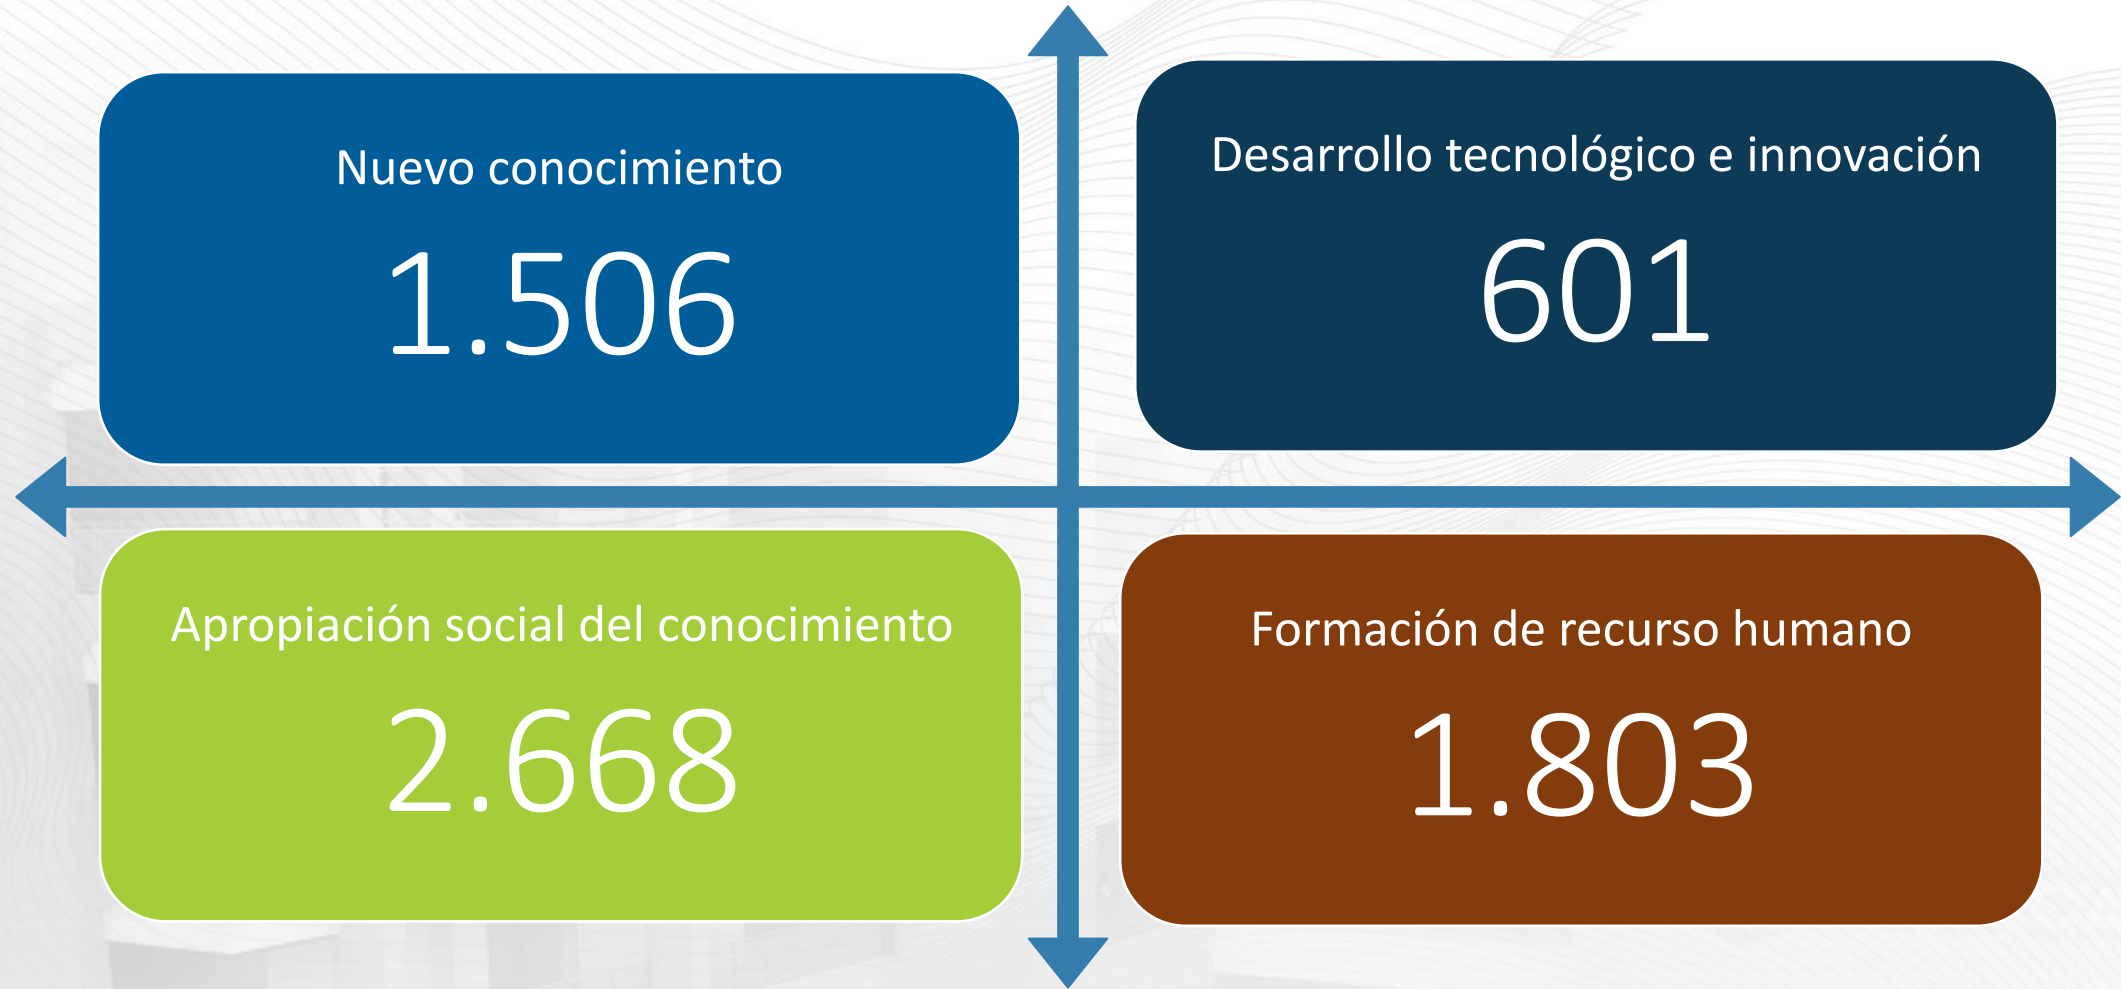 Nuevo conocimiento
1.506
Desarrollo tecnológico e innovación
601
Apropiación social del conocimiento
2.668
Formación de recurso humano
1.803